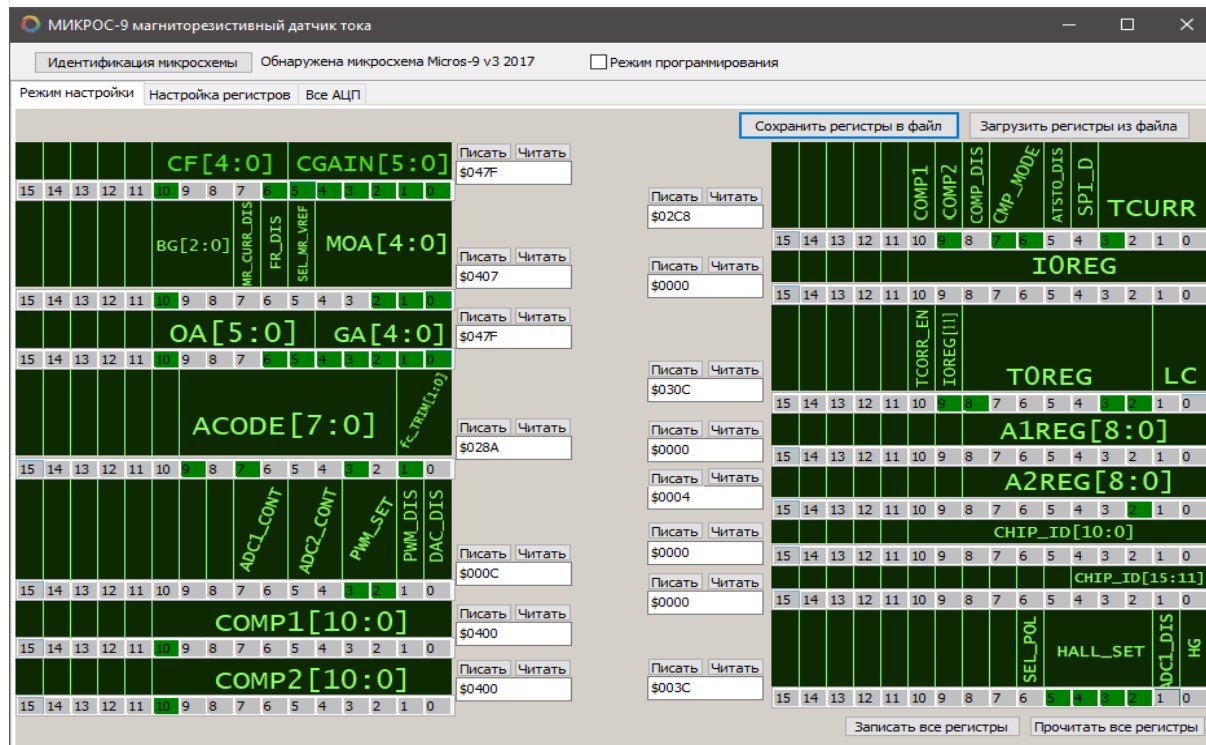 МИКРОС-9 магниторезистивный датчик тока
Идентификация микросхемы Обнаружена микросхема Micros-9 v3 2017 Режим программирования
Режим настройки Настройка регистров Все АЦП
Сохранить регистры в файл Загрузить регистры из файла
CF[4:0] CGAIN[5:0]
Писать Читать
$047F
15 14 13 12 11 10 9 8 7 6 5 4 3 2 1 0
BG[2:0] MR_CURR_DIS FR_DIS SEL_MR_VREF MOA[4:0]
Писать Читать
$0407
15 14 13 12 11 10 9 8 7 6 5 4 3 2 1 0
OA[5:0] GA[4:0]
Писать Читать
$047F
15 14 13 12 11 10 9 8 7 6 5 4 3 2 1 0
ACODE[7:0] fc_TRIM[1:0]
Писать Читать
$028A
15 14 13 12 11 10 9 8 7 6 5 4 3 2 1 0
ADC1_CONT ADC2_CONT PWM_SET PWM_DIS DAC_DIS
Писать Читать
$000C
15 14 13 12 11 10 9 8 7 6 5 4 3 2 1 0
COMP1[10:0]
Писать Читать
$0400
15 14 13 12 11 10 9 8 7 6 5 4 3 2 1 0
COMP2[10:0]
Писать Читать
$0400
15 14 13 12 11 10 9 8 7 6 5 4 3 2 1 0
Писать Читать
$02C8
COMP1 COMP2 COMP_DIS CMP_MODE ATSTO_DIS SPI_D TCURR
15 14 13 12 11 10 9 8 7 6 5 4 3 2 1 0
Писать Читать
$0000
IOREG
15 14 13 12 11 10 9 8 7 6 5 4 3 2 1 0
Писать Читать
$030C
TCORR_EN IOREG[11] TOREG LC
15 14 13 12 11 10 9 8 7 6 5 4 3 2 1 0
Писать Читать
$0000
A1REG[8:0]
15 14 13 12 11 10 9 8 7 6 5 4 3 2 1 0
Писать Читать
$0004
A2REG[8:0]
15 14 13 12 11 10 9 8 7 6 5 4 3 2 1 0
Писать Читать
$0000
CHIP_ID[10:0]
15 14 13 12 11 10 9 8 7 6 5 4 3 2 1 0
Писать Читать
$0000
CHIP_ID[15:11]
15 14 13 12 11 10 9 8 7 6 5 4 3 2 1 0
Писать Читать
$003C
SEL_POL HALL_SET ADC1_DIS HG
15 14 13 12 11 10 9 8 7 6 5 4 3 2 1 0
Записать все регистры Прочитать все регистры